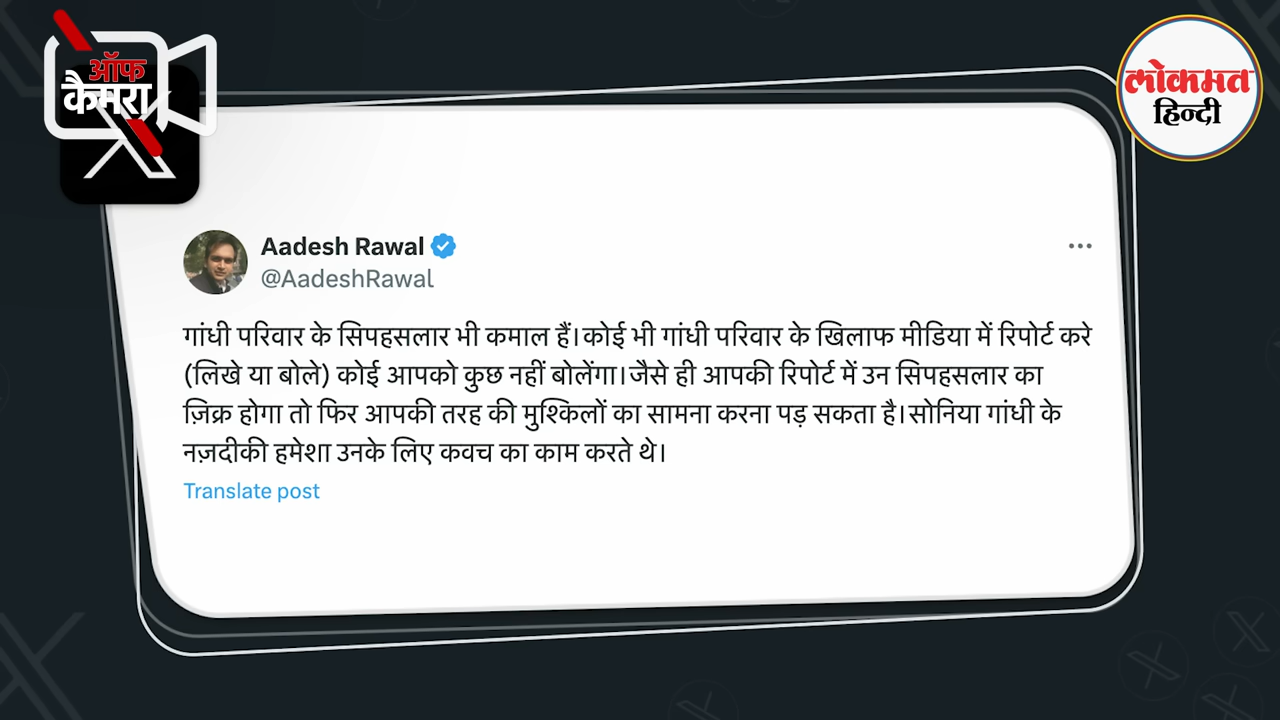 ऑफ
कैमरा
लोकमत
हिन्दी
Aadesh Rawal
@AadeshRawal
गांधी परिवार के सिपहसलार भी कमाल हैं।कोई भी गांधी परिवार के खिलाफ मीडिया में रिपोर्ट करे
(लिखे या बोले) कोई आपको कुछ नहीं बोलेंगा।जैसे ही आपकी रिपोर्ट में उन सिपहसलार का
ज़िक्र होगा तो फिर आपकी तरह की मुश्किलों का सामना करना पड़ सकता है।सोनिया गांधी के
नज़दीकी हमेशा उनके लिए कवच का काम करते थे।
Translate post